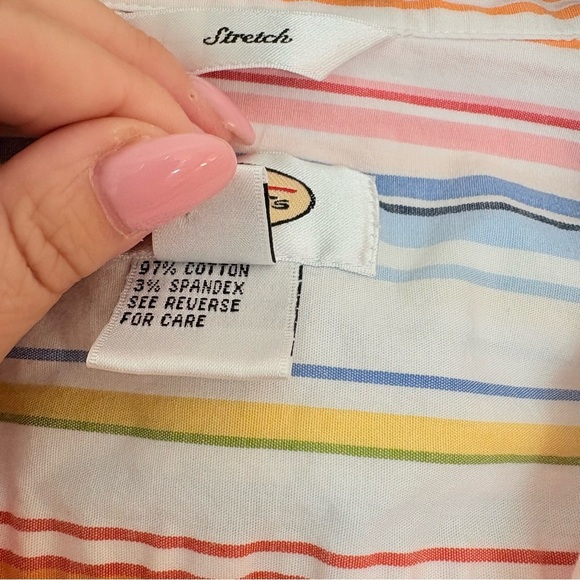 Stretch
's
97% COTTON
3% SPANDEX
SEE REVERSE
FOR CARE